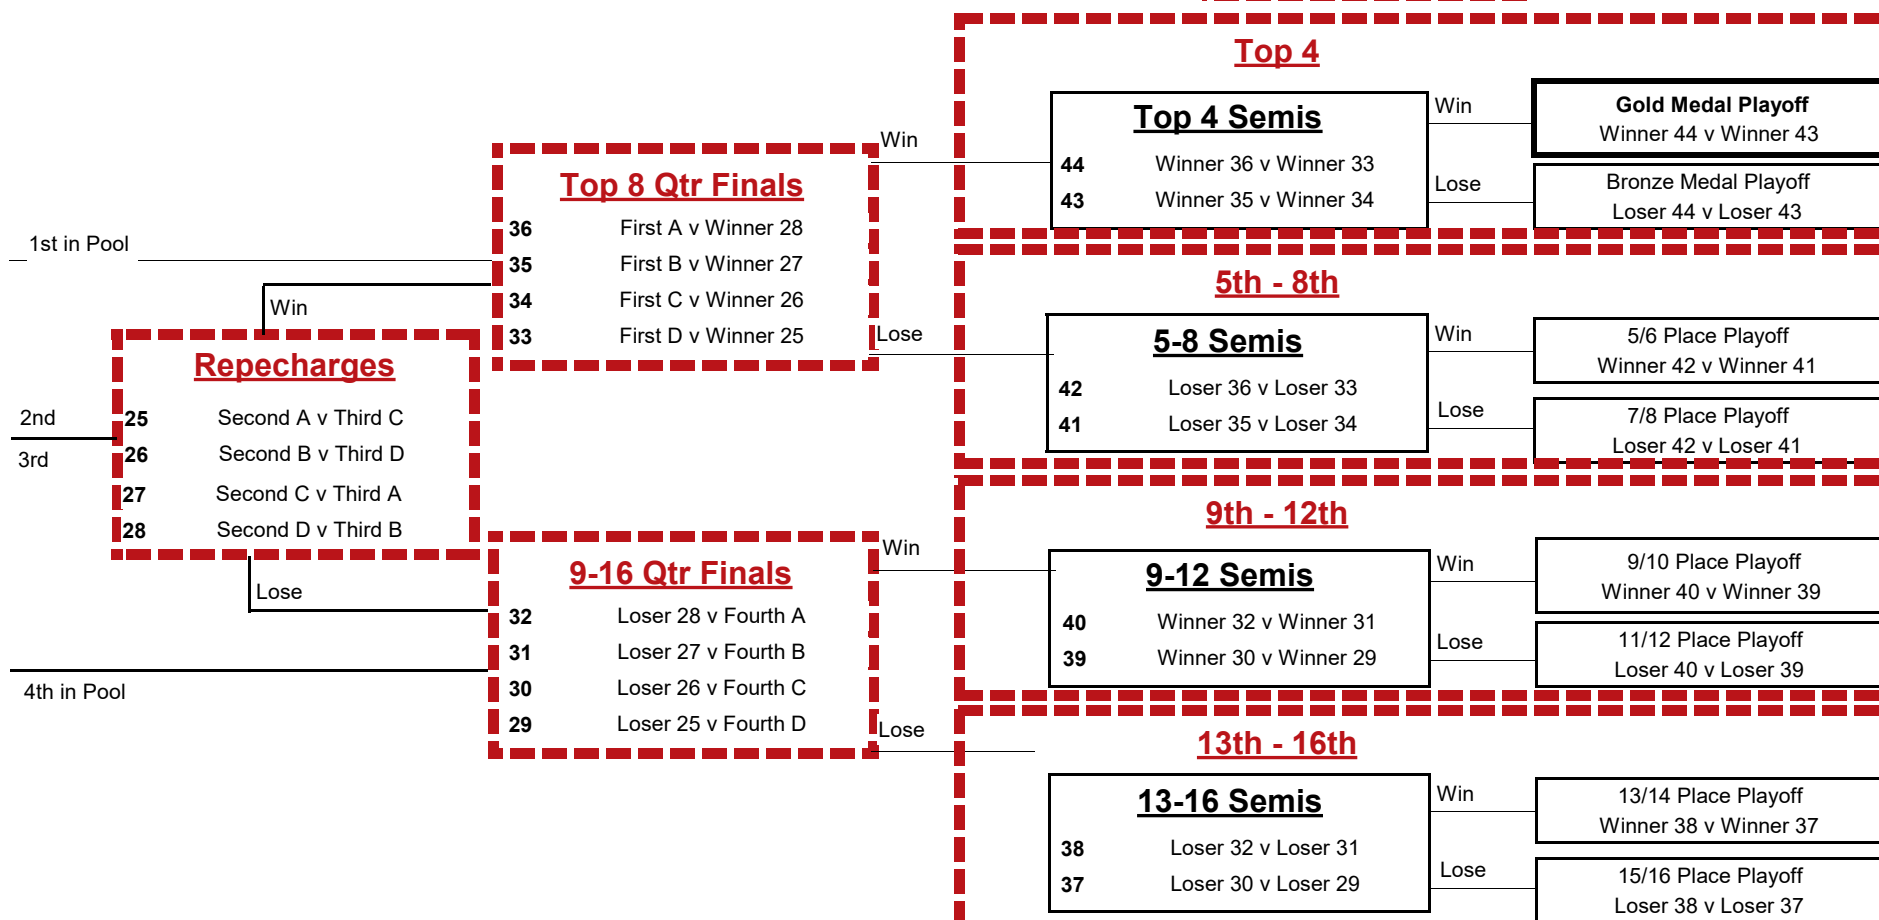 1st in Pool
2nd
3rd
4th in Pool
Win
Repecharges
25 Second A v Third C
26 Second B v Third D
27 Second C v Third A
28 Second D v Third B
Lose
Top 8 Qtr Finals
36 First A v Winner 28
35 First B v Winner 27
34 First C v Winner 26
33 First D v Winner 25
Win
Lose
9-16 Qtr Finals
32 Loser 28 v Fourth A
31 Loser 27 v Fourth B
30 Loser 26 v Fourth C
29 Loser 25 v Fourth D
Win
Lose
Top 4
Top 4 Semis
44 Winner 36 v Winner 33
43 Winner 35 v Winner 34
Win
Gold Medal Playoff
Winner 44 v Winner 43
Lose
Bronze Medal Playoff
Loser 44 v Loser 43
5th - 8th
5-8 Semis
42 Loser 36 v Loser 33
41 Loser 35 v Loser 34
Win
5/6 Place Playoff
Winner 42 v Winner 41
Lose
7/8 Place Playoff
Loser 42 v Loser 41
9th - 12th
9-12 Semis
40 Winner 32 v Winner 31
39 Winner 30 v Winner 29
Win
9/10 Place Playoff
Winner 40 v Winner 39
Lose
11/12 Place Playoff
Loser 40 v Loser 39
13th - 16th
13-16 Semis
38 Loser 32 v Loser 31
37 Loser 30 v Loser 29
Win
13/14 Place Playoff
Winner 38 v Winner 37
Lose
15/16 Place Playoff
Loser 38 v Loser 37